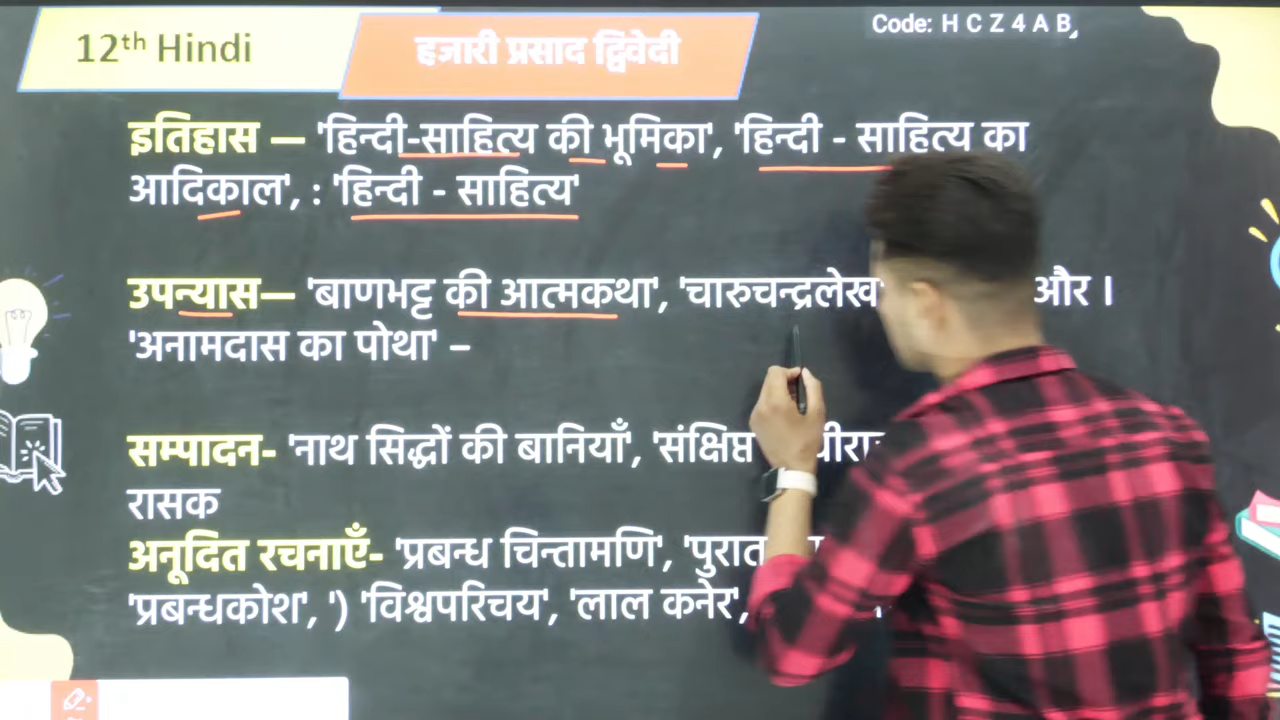 12th Hindi
हजारी प्रसाद द्विवेदी
Code: H C Z 4 A B
इतिहास — 'हिन्दी-साहित्य की भूमिका', 'हिन्दी - साहित्य का
आदिकाल', : 'हिन्दी - साहित्य'
उपन्यास— 'बाणभट्ट की आत्मकथा', 'चारुचन्द्रलेख और ।
'अनामदास का पोथा' –
सम्पादन- 'नाथ सिद्धों की बानियाँ', 'संक्षिप्त
रासक
अनूदित रचनाएँ- 'प्रबन्ध चिन्तामणि',
'प्रबन्धकोश', ') 'विश्वपरिचय', 'लाल कनेर',